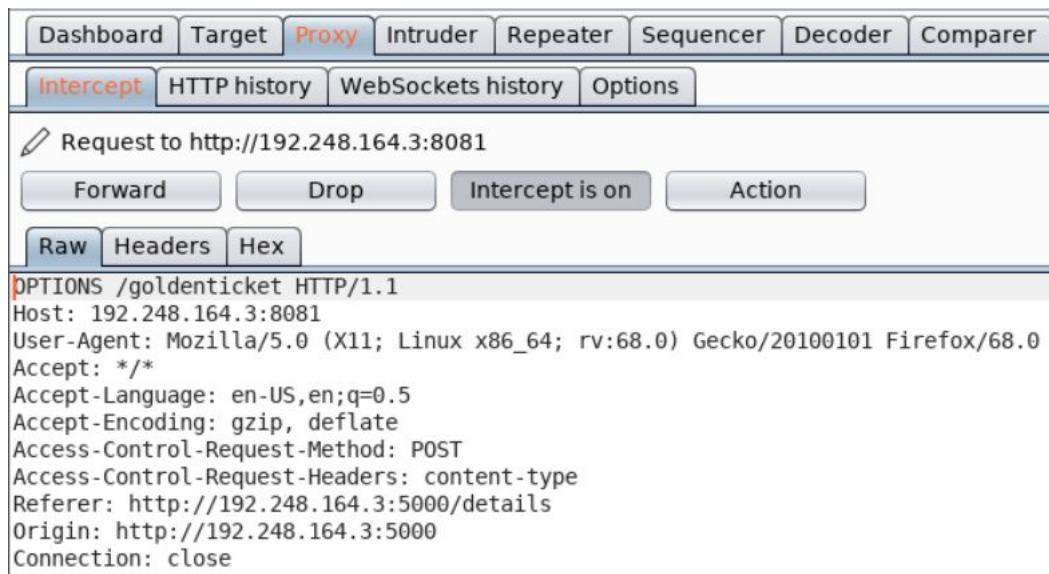 Dashboard Target Proxy Intruder Repeater Sequencer Decoder Comparer
Intercept HTTP history WebSockets history Options
Request to http://192.248.164.3:8081
Forward Drop Intercept is on Action
Raw Headers Hex
OPTIONS /goldenticket HTTP/1.1
Host: 192.248.164.3:8081
User-Agent: Mozilla/5.0 (X11; Linux x86_64; rv:68.0) Gecko/20100101 Firefox/68.0
Accept: */*
Accept-Language: en-US,en;q=0.5
Accept-Encoding: gzip, deflate
Access-Control-Request-Method: POST
Access-Control-Request-Headers: content-type
Referer: http://192.248.164.3:5000/details
Origin: http://192.248.164.3:5000
Connection: close